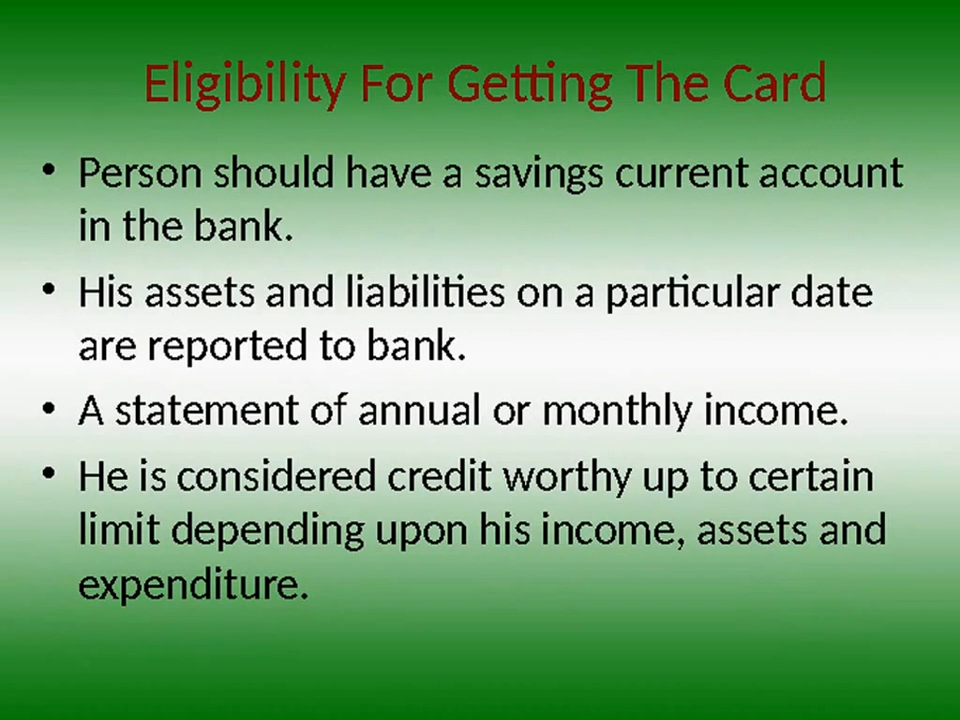 Eligibility For Getting The Card
• Person should have a savings current account
in the bank.
• His assets and liabilities on a particular date
are reported to bank.
• A statement of annual or monthly income.
• He is considered credit worthy up to certain
limit depending upon his income, assets and
expenditure.